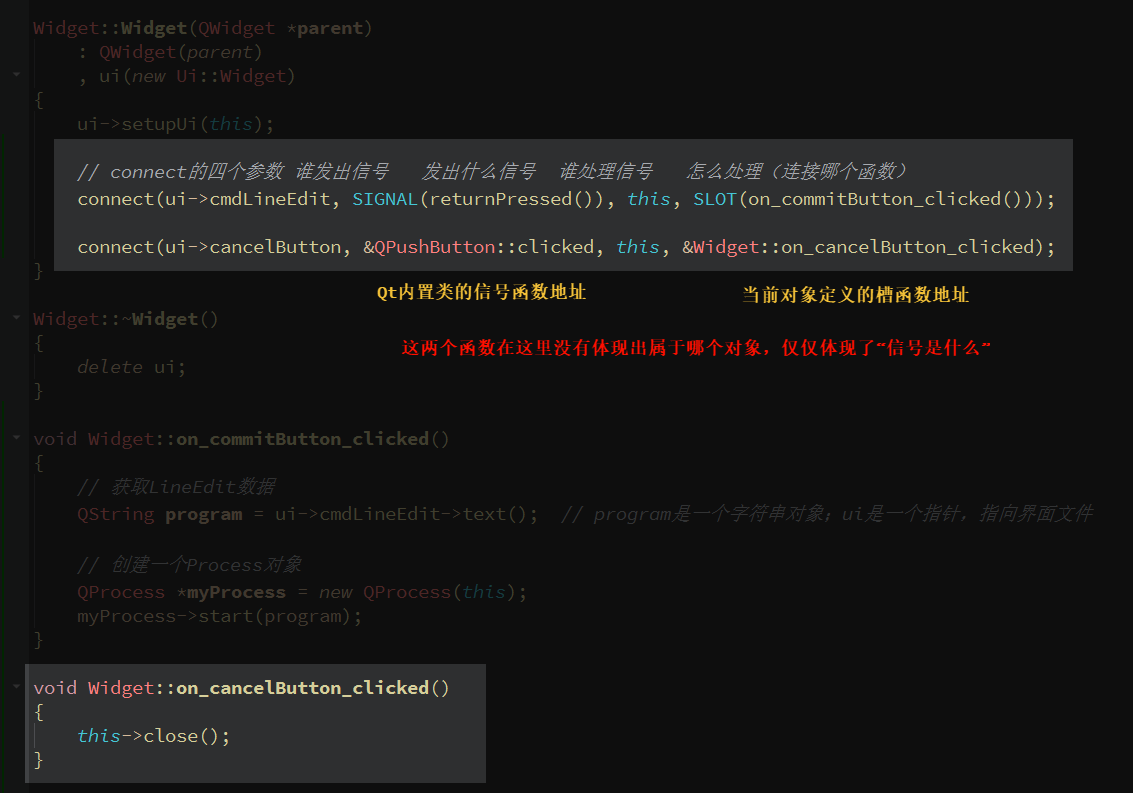 Widget::Widget(QWidget *parent)
    : QWidget(parent)
    , ui(new Ui::Widget)
{
    ui->setupUi(this);
    // connect的四个参数 谁发出信号   发出什么信号  谁处理信号   怎么处理（连接哪个函数）
    connect(ui->cmdLineEdit, SIGNAL(returnPressed()), this, SLOT(on_commitButton_clicked()));
    connect(ui->cancelButton, &QPushButton::clicked, this, &Widget::on_cancelButton_clicked);
}
Qt内置类的信号函数地址 当前对象定义的槽函数地址
Widget::~Widget()
{
这两个函数在这里没有体现出属于哪个对象，仅仅体现了“信号是什么”
    delete ui;
}
void Widget::on_commitButton_clicked()
{
    // 获取LineEdit数据
    QString program = ui->cmdLineEdit->text();  // program是一个字符串对象；ui是一个指针，指向界面文件
    // 创建一个Process对象
    QProcess *myProcess = new QProcess(this);
    myProcess->start(program);
}
void Widget::on_cancelButton_clicked()
{
    this->close();
}